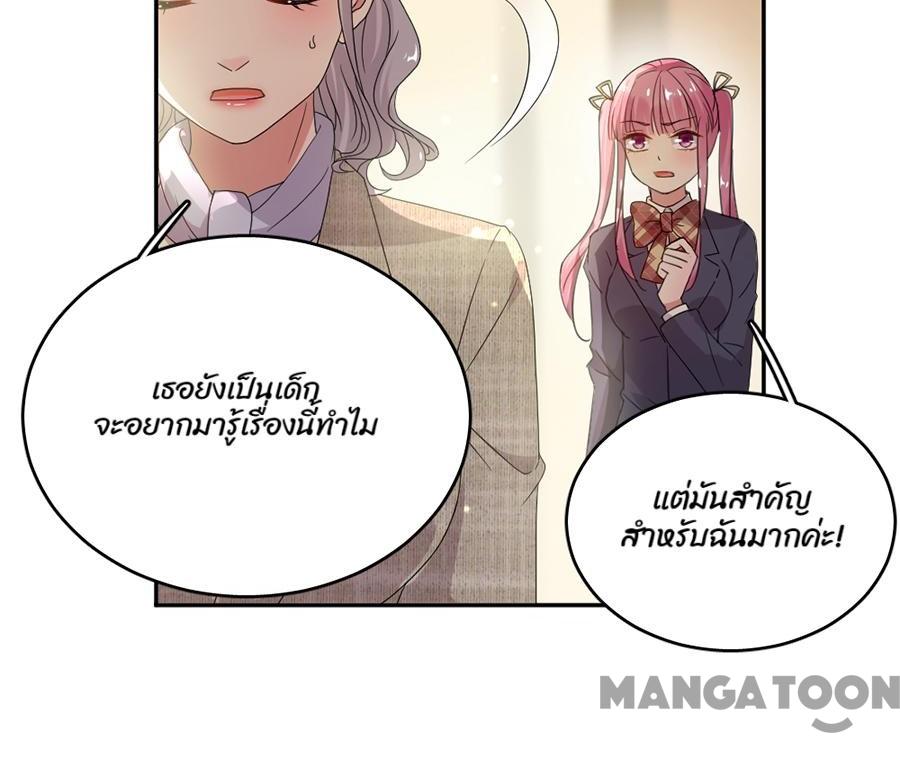 เธอยังเป็นเด็ก
จะอยากมารู้เรื่องนี้ทำไม
แต่มันสำคัญ
สำหรับฉันมากค่ะ!
MANGATOON